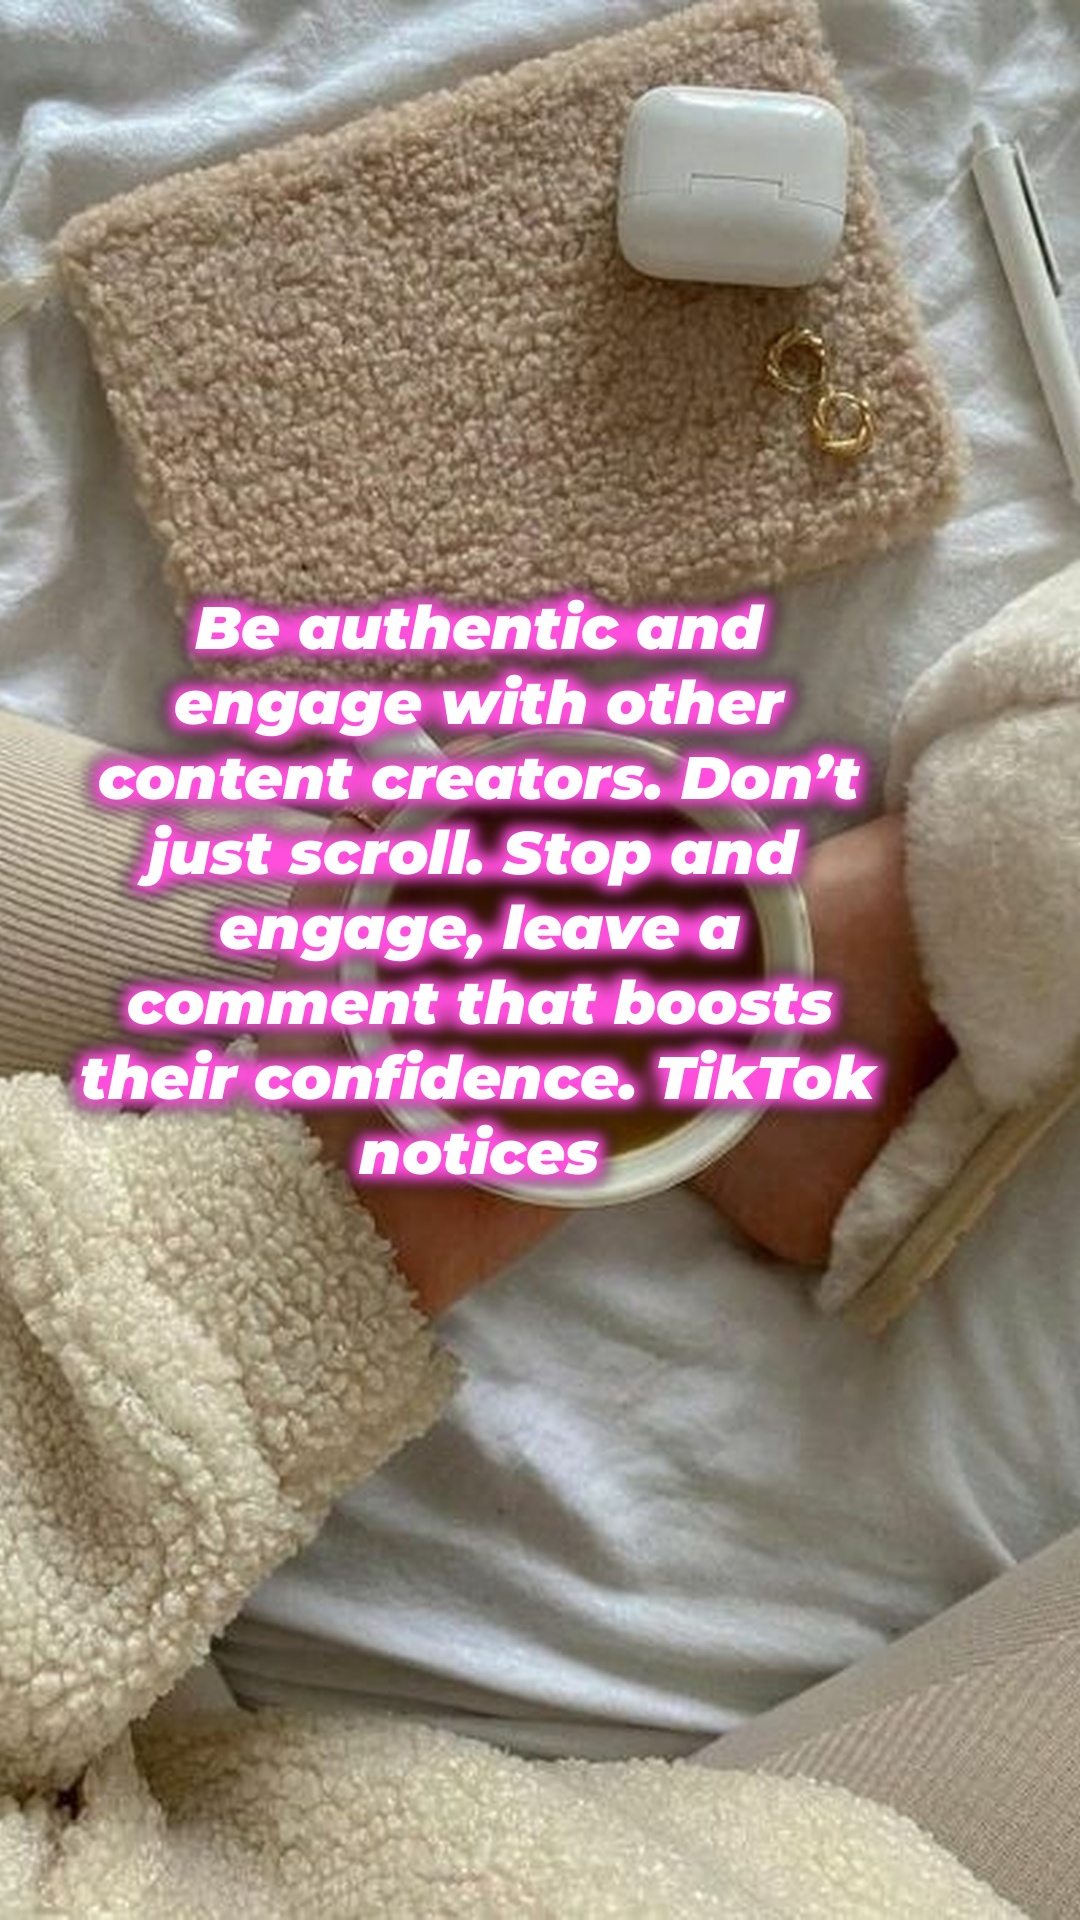 Be authentic and
engage with other
content creators. Don’t
just scroll. Stop and
engage, leave a
comment that boosts
their confidence. TikTok
notices